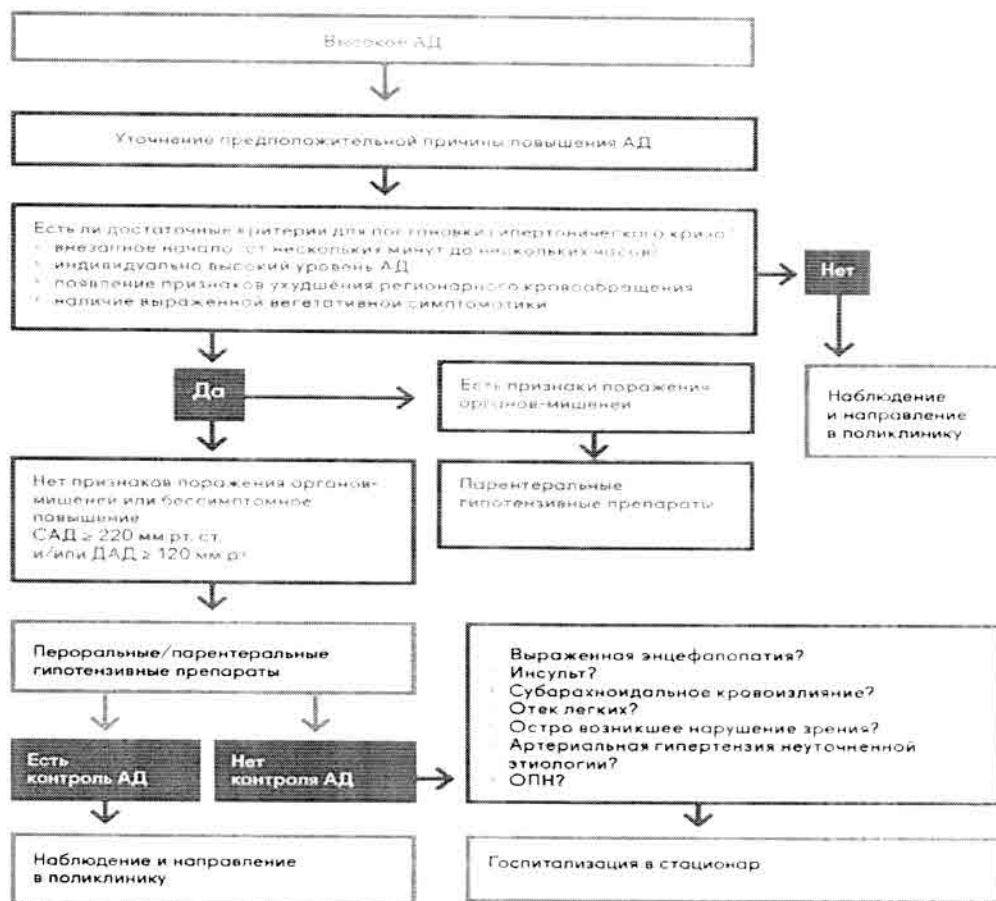 Высокое АД
Уточнение предположительной причины повышения АД
Есть ли достаточные критерии для постановки гипертонического криза?
внезапное начало (от нескольких минут до нескольких часов)
индивидуально высокий уровень АД
появление признаков ухудшения регионарного кровообращения
наличие выраженной вегетативной симптоматики
Нет
Да
Есть признаки поражения
органов-мишеней
Наблюдение
и направление
в поликлинику
Нет признаков поражения органов-
мишеней или бессимптомное
повышение
САД ≥ 220 мм рт. ст.
и/или ДАД ≥ 120 мм рт
Парентеральные
гипотензивные препараты
Пероральные/парентеральные
гипотензивные препараты
Выраженная энцефалопатия?
Инсульт?
Субарахноидальное кровоизлияние?
Отек легких?
Остро возникшее нарушение зрения?
Артериальная гипертензия неуточненной
этиологии?
ОПН?
Есть
контроль АД
Нет
контроля АД
Наблюдение и направление
в поликлинику
Госпитализация в стационар